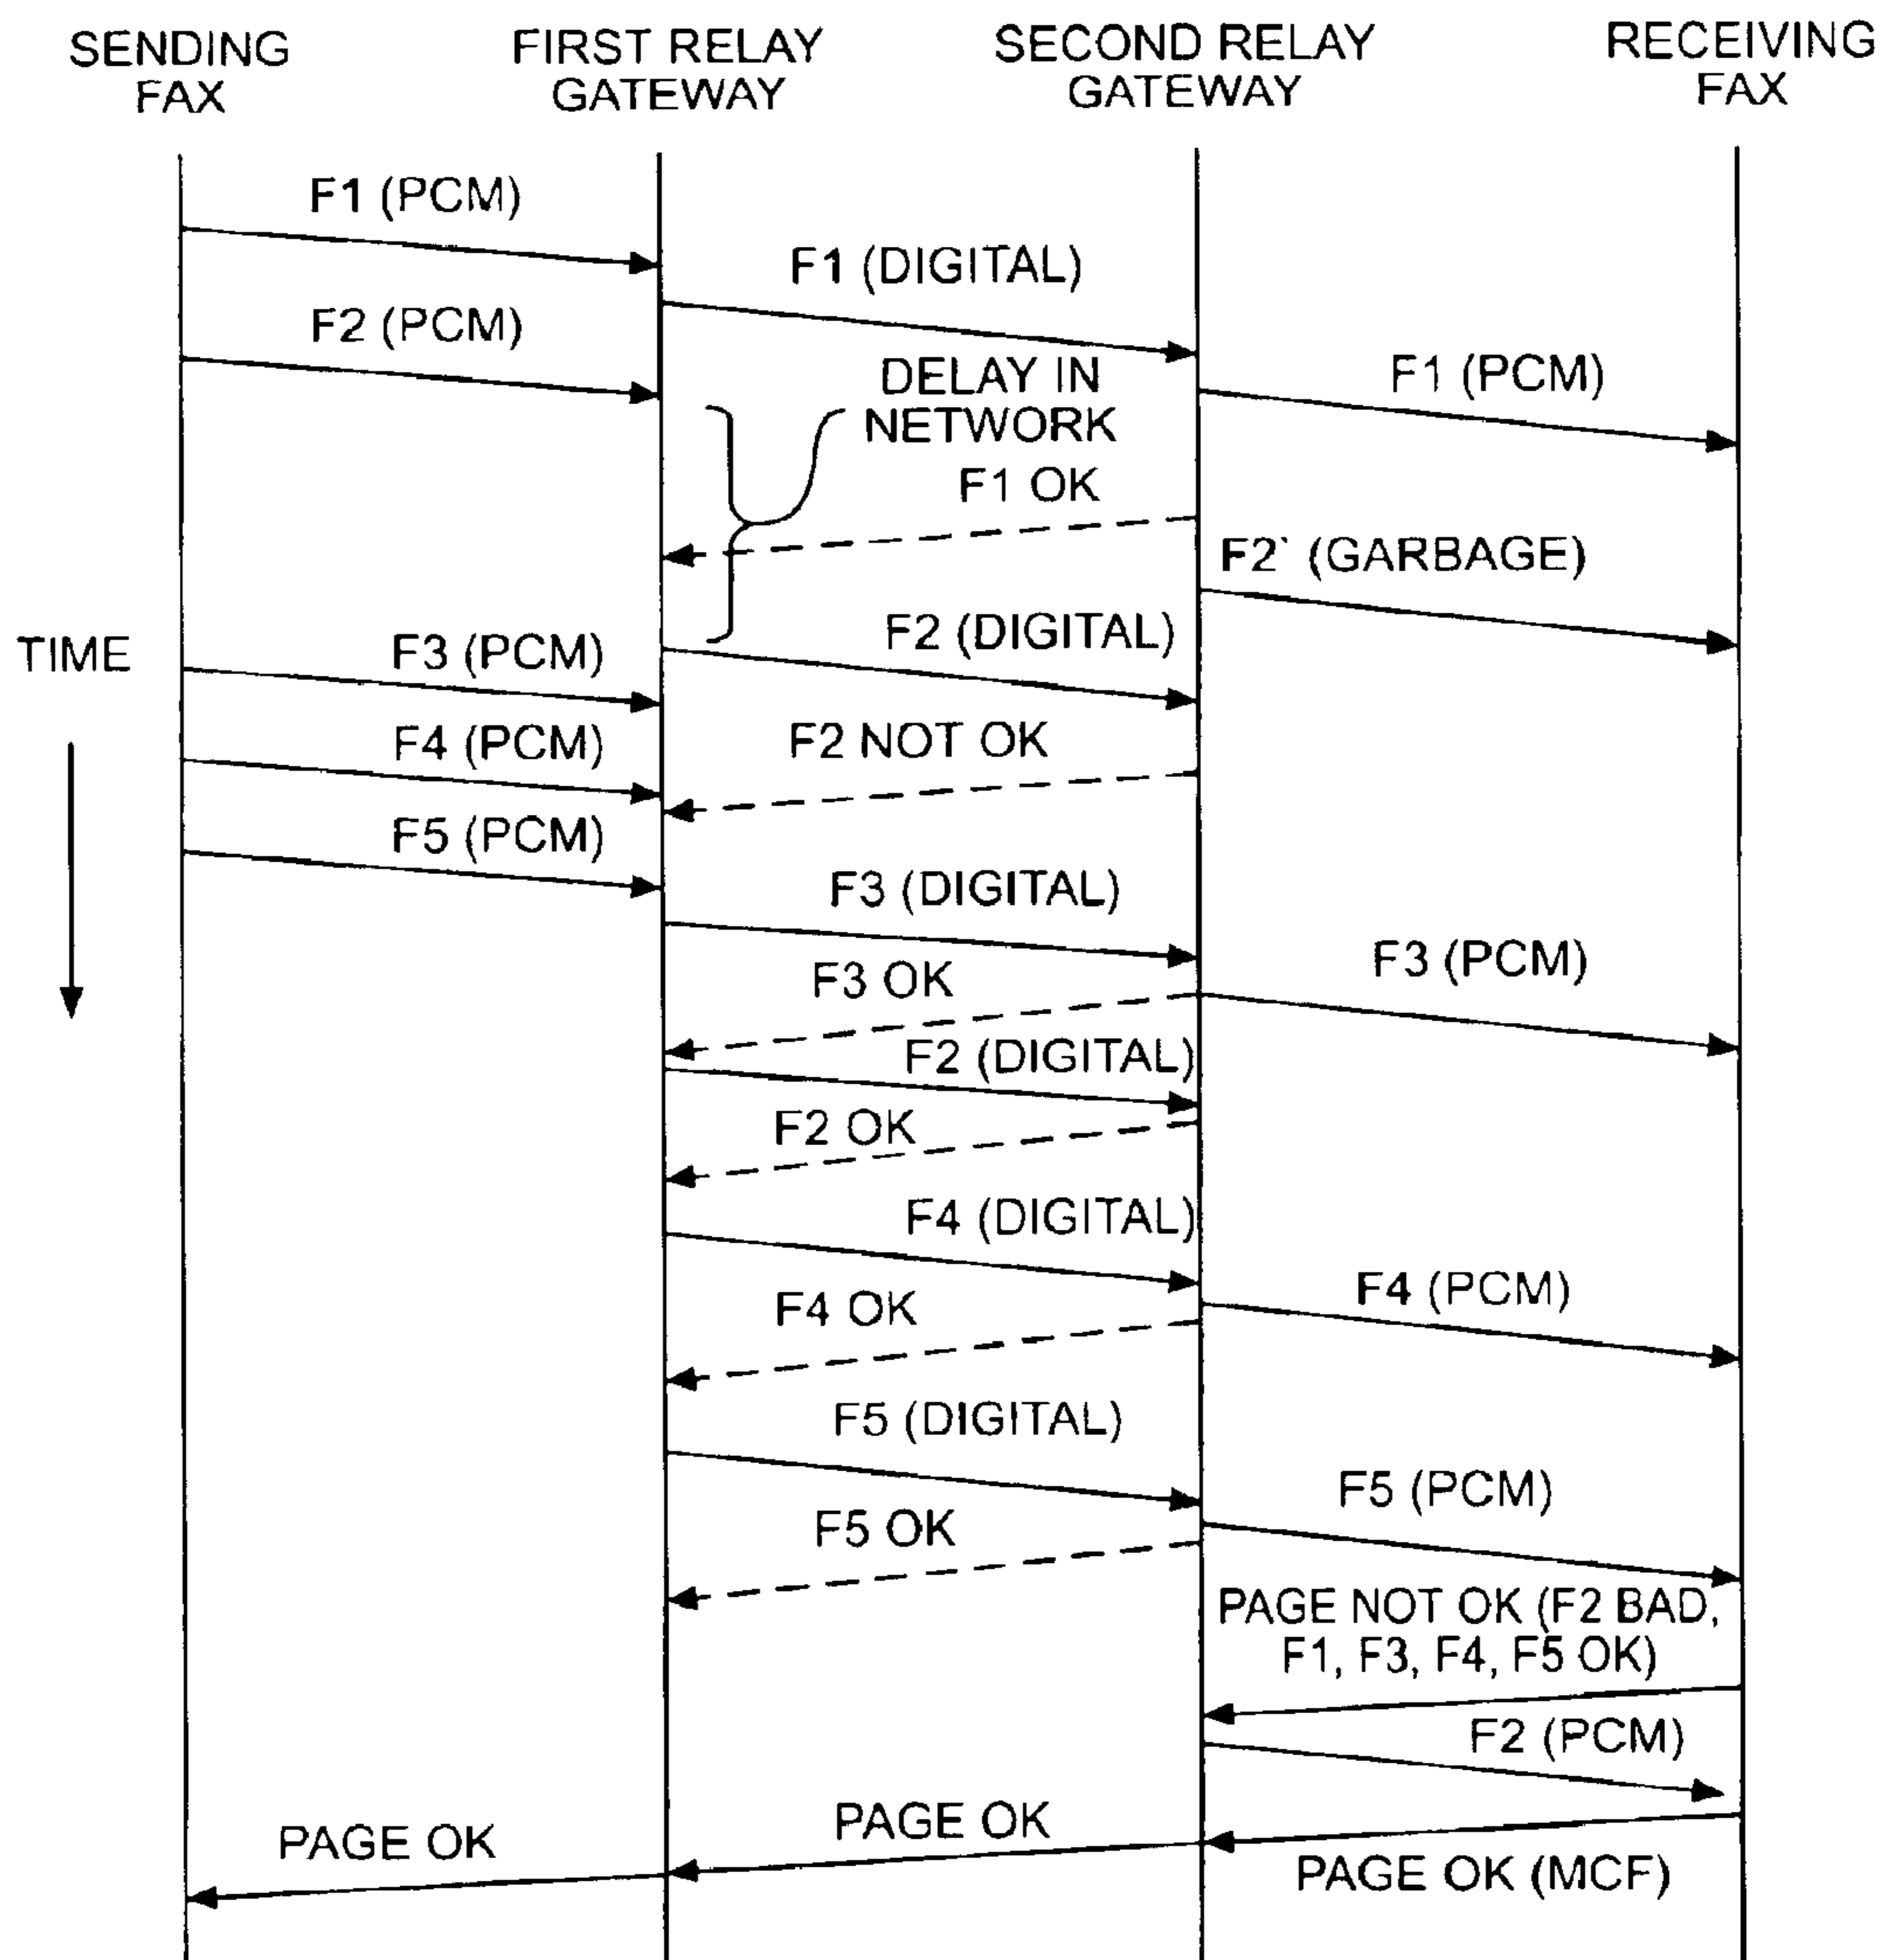 SENDING
FAX
FIRST RELAY
GATEWAY
SECOND RELAY
GATEWAY
RECEIVING
FAX
F1 (PCM)
F1 (DIGITAL)
F2 (PCM)
DELAY IN
NETWORK
F1 (PCM)
F1 OK
F2` (GARBAGE)
F2 (DIGITAL)
TIME
F3 (PCM)
F4 (PCM)
F2 NOT OK
F5 (PCM)
F3 (DIGITAL)
F3 (PCM)
F3 OK
F2 (DIGITAL)
F2 OK
F4 (DIGITAL)
F4 (PCM)
F4 OK
F5 (DIGITAL)
F5 (PCM)
F5 OK
PAGE NOT OK (F2 BAD,
F1, F3, F4, F5 OK)
F2 (PCM)
PAGE OK
PAGE OK
PAGE OK (MCF)